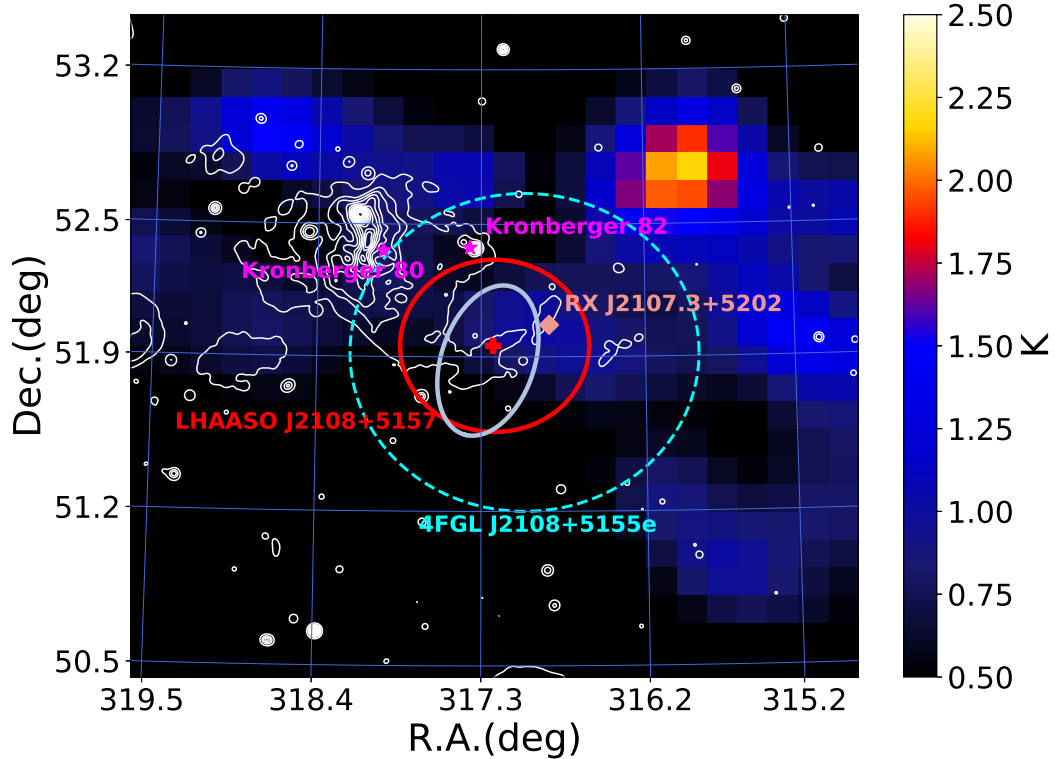 53.2
52.5
51.9
51.2
50.5
Dec.(deg)
Kronberger 82
Kronberger 80
RX J2107.3+5202
LHAASO J2108+5157
4FGL J2108+5155e
319.5 318.4 317.3 316.2 315.2
R.A.(deg)
2.50
2.25
2.00
1.75
1.50
1.25
1.00
0.75
0.50
K